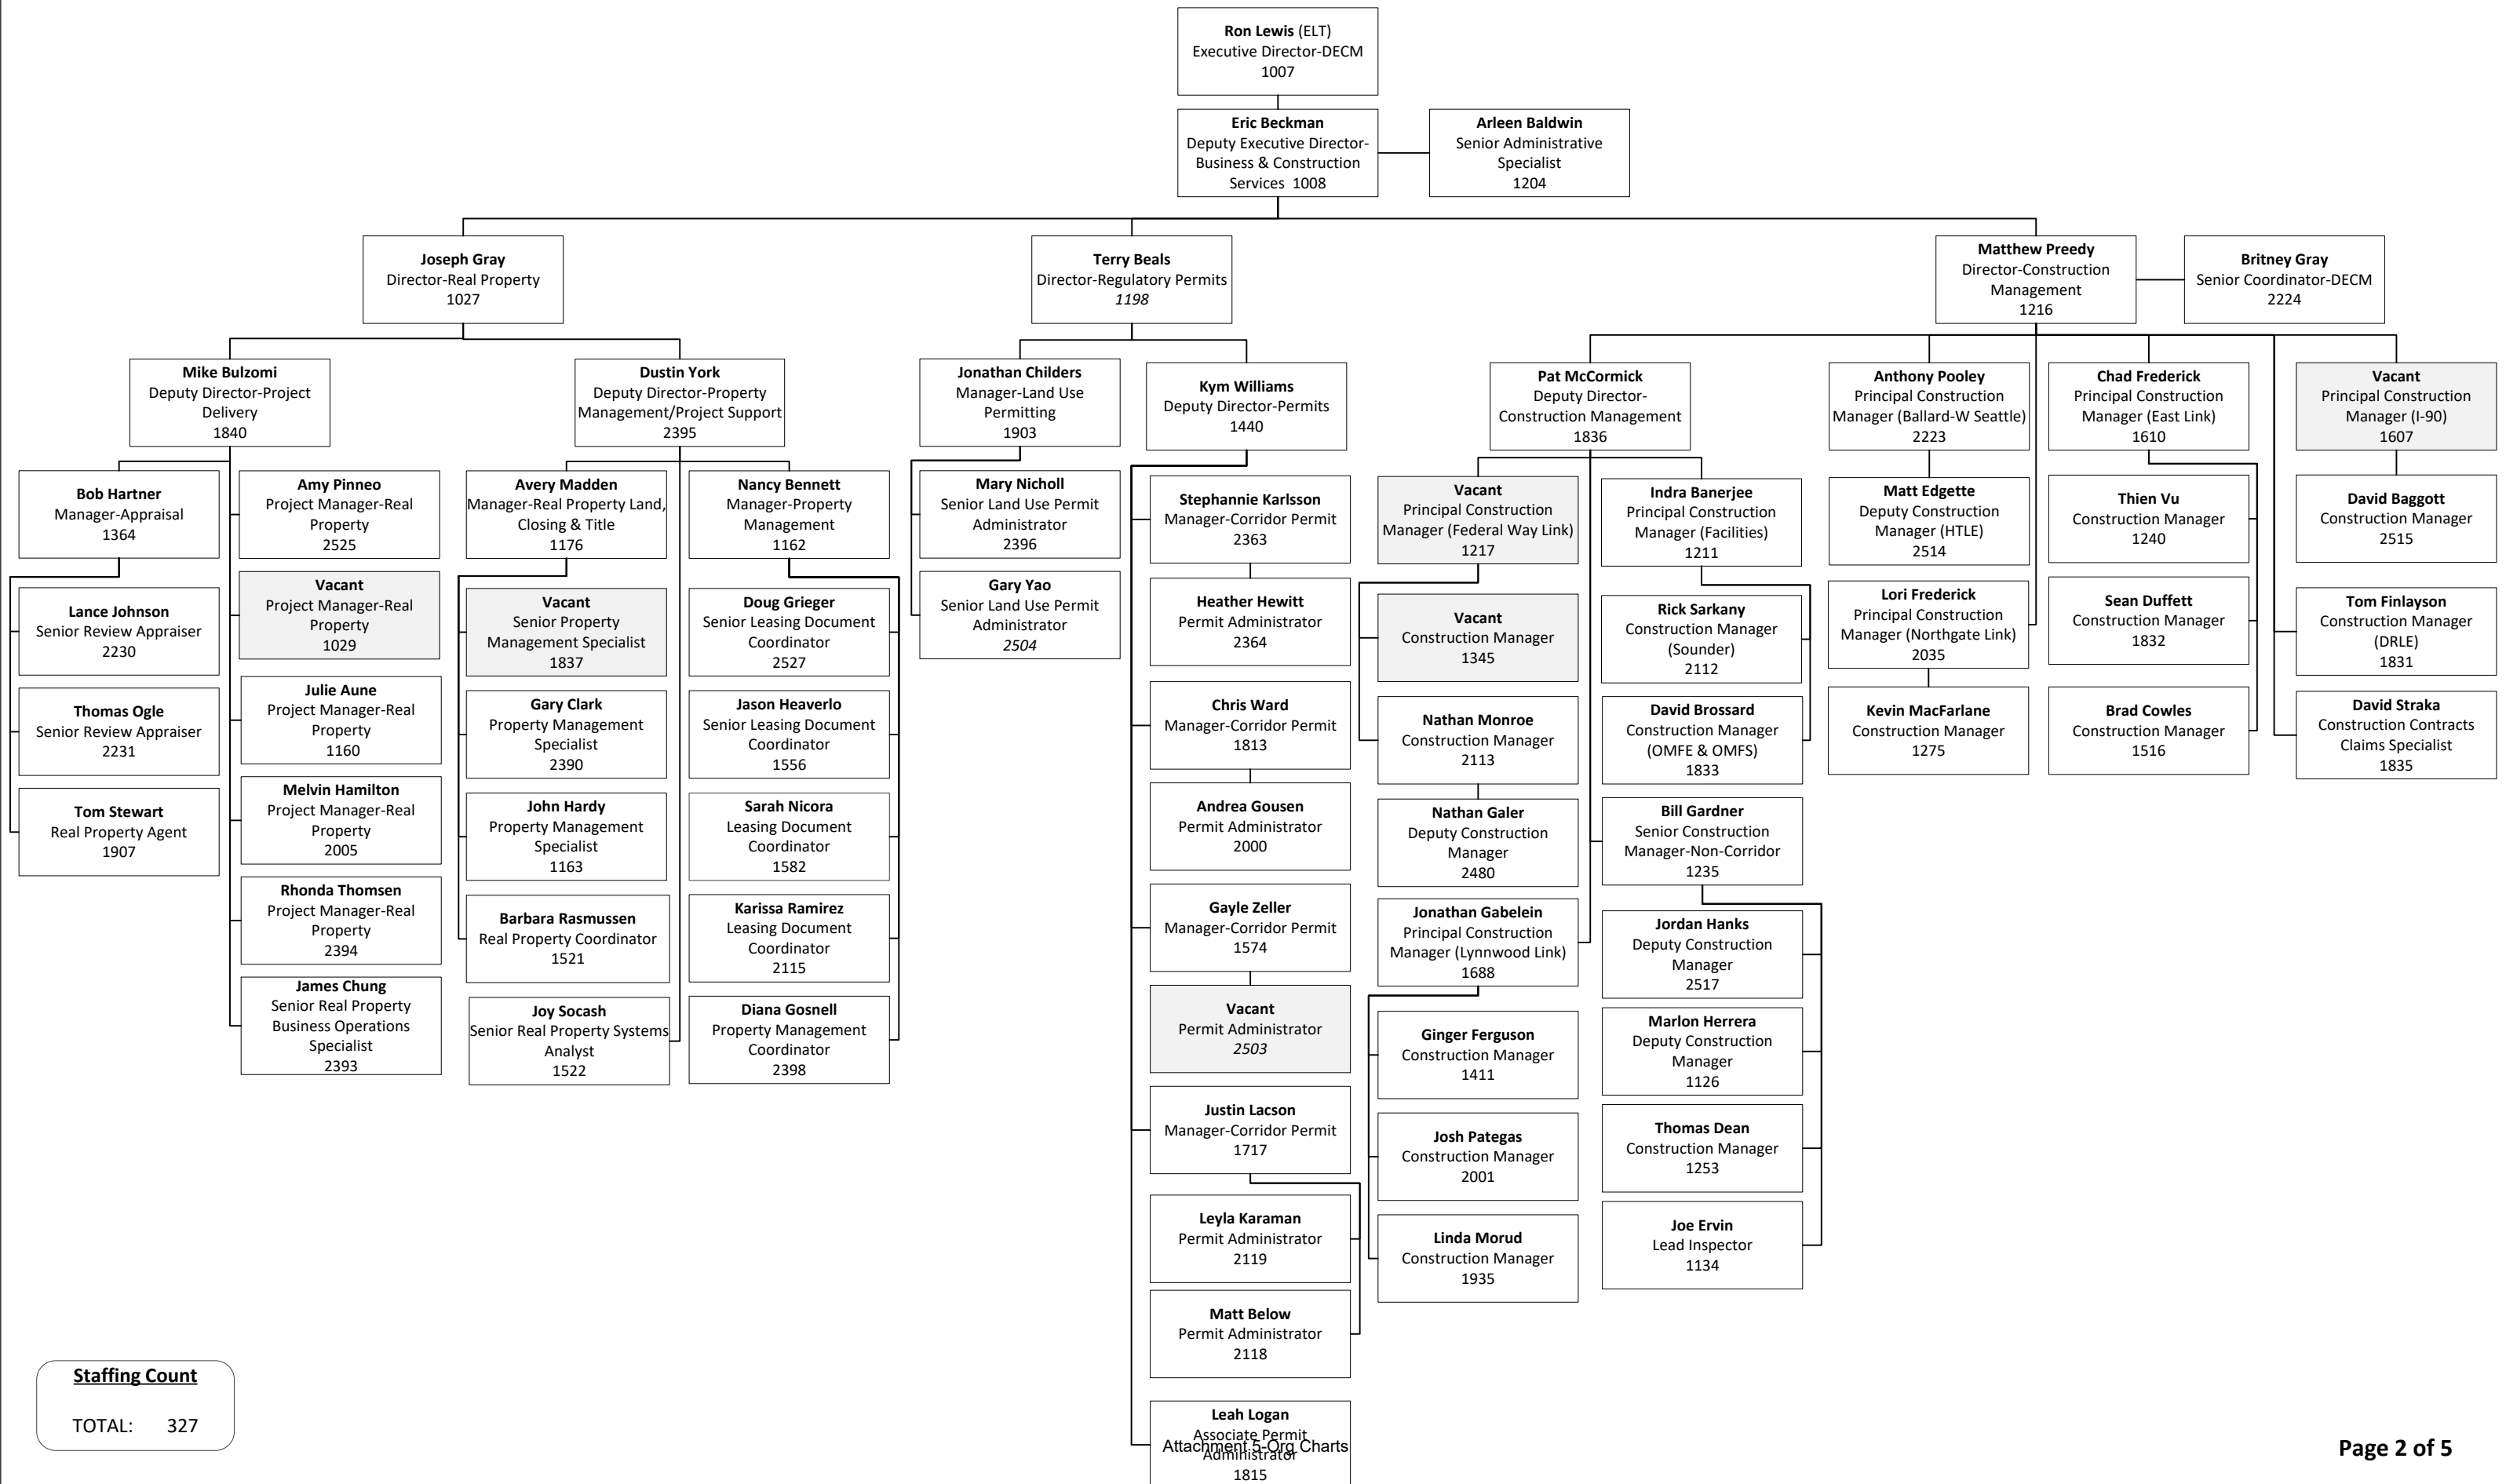 Ron Lewis (ELT)
Executive Director-DECM
1007
Eric Beckman
Deputy Executive Director-
Business & Construction
Services 1008
Arleen Baldwin
Senior Administrative
Specialist
1204
Joseph Gray
Director-Real Property
1027
Terry Beals
Director-Regulatory Permits
1198
Matthew Preedy
Director-Construction
Management
1216
Britney Gray
Senior Coordinator-DECM
2224
Mike Bulzomi
Deputy Director-Project
Delivery
1840
Dustin York
Deputy Director-Property
Management/Project Support
2395
Jonathan Childers
Manager-Land Use
Permitting
1903
Kym Williams
Deputy Director-Permits
1440
Pat McCormick
Deputy Director-
Construction Management
1836
Anthony Pooley
Principal Construction
Manager (Ballard-W Seattle)
2223
Chad Frederick
Principal Construction
Manager (East Link)
1610
Vacant
Principal Construction
Manager (I-90)
1607
Bob Hartner
Manager-Appraisal
1364
Lance Johnson
Senior Review Appraiser
2230
Thomas Ogle
Senior Review Appraiser
2231
Tom Stewart
Real Property Agent
1907
Amy Pinneo
Project Manager-Real
Property
2525
Vacant
Project Manager-Real
Property
1029
Julie Aune
Project Manager-Real
Property
1160
Melvin Hamilton
Project Manager-Real
Property
2005
Rhonda Thomsen
Project Manager-Real
Property
2394
James Chung
Senior Real Property
Business Operations
Specialist
2393
Avery Madden
Manager-Real Property Land,
Closing & Title
1176
Vacant
Senior Property
Management Specialist
1837
Gary Clark
Property Management
Specialist
2390
John Hardy
Property Management
Specialist
1163
Barbara Rasmussen
Real Property Coordinator
1521
Joy Socash
Senior Real Property Systems
Analyst
1522
Nancy Bennett
Manager-Property
Management
1162
Doug Grieger
Senior Leasing Document
Coordinator
2527
Jason Heaverlo
Senior Leasing Document
Coordinator
1556
Sarah Nicora
Leasing Document
Coordinator
1582
Karissa Ramirez
Leasing Document
Coordinator
2115
Diana Gosnell
Property Management
Coordinator
2398
Mary Nicholl
Senior Land Use Permit
Administrator
2396
Gary Yao
Senior Land Use Permit
Administrator
2504
Stephannie Karlsson
Manager-Corridor Permit
2363
Heather Hewitt
Permit Administrator
2364
Chris Ward
Manager-Corridor Permit
1813
Andrea Gousen
Permit Administrator
2000
Gayle Zeller
Manager-Corridor Permit
1574
Vacant
Permit Administrator
2503
Justin Lacson
Manager-Corridor Permit
1717
Leyla Karaman
Permit Administrator
2119
Matt Below
Permit Administrator
2118
Leah Logan
Associate Permit
Administrator
1815
Vacant
Principal Construction
Manager (Federal Way Link)
1217
Vacant
Construction Manager
1345
Nathan Monroe
Construction Manager
2113
Nathan Galer
Deputy Construction
Manager
2480
Jonathan Gabelein
Principal Construction
Manager (Lynnwood Link)
1688
Ginger Ferguson
Construction Manager
1411
Josh Pategas
Construction Manager
2001
Linda Morud
Construction Manager
1935
Indra Banerjee
Principal Construction
Manager (Facilities)
1211
Rick Sarkany
Construction Manager
(Sounder)
2112
David Brossard
Construction Manager
(OMFE & OMFS)
1833
Bill Gardner
Senior Construction
Manager-Non-Corridor
1235
Jordan Hanks
Deputy Construction
Manager
2517
Marlon Herrera
Deputy Construction
Manager
1126
Thomas Dean
Construction Manager
1253
Joe Ervin
Lead Inspector
1134
Matt Edgette
Deputy Construction
Manager (HTLE)
2514
Lori Frederick
Principal Construction
Manager (Northgate Link)
2035
Kevin MacFarlane
Construction Manager
1275
Thien Vu
Construction Manager
1240
Sean Duffett
Construction Manager
1832
Brad Cowles
Construction Manager
1516
David Baggott
Construction Manager
2515
Tom Finlayson
Construction Manager
(DRLE)
1831
David Straka
Construction Contracts
Claims Specialist
1835
Staffing Count
TOTAL: 327
Attachment 5-Org Charts
Page 2 of 5